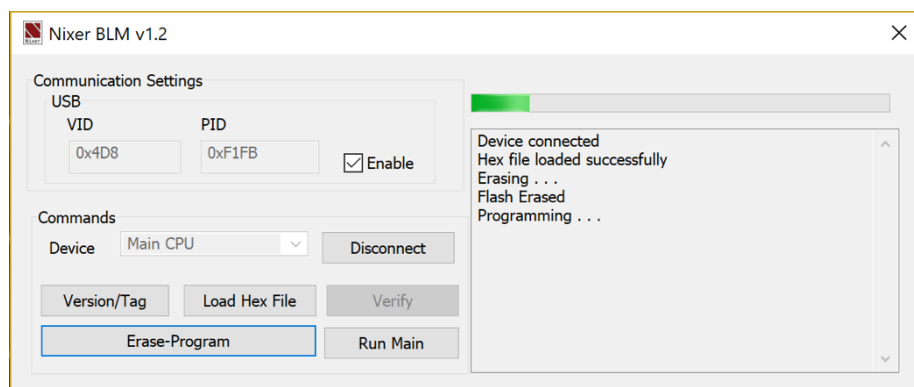 Nixer BLM v1.2
Communication Settings
USB
VID
PID
0x4D8
0xF1FB
Enable
Commands
Device
Main CPU
Disconnect
Version/Tag
Load Hex File
Verify
Erase-Program
Run Main
Device connected
Hex file loaded successfully
Erasing . . .
Flash Erased
Programming . . .